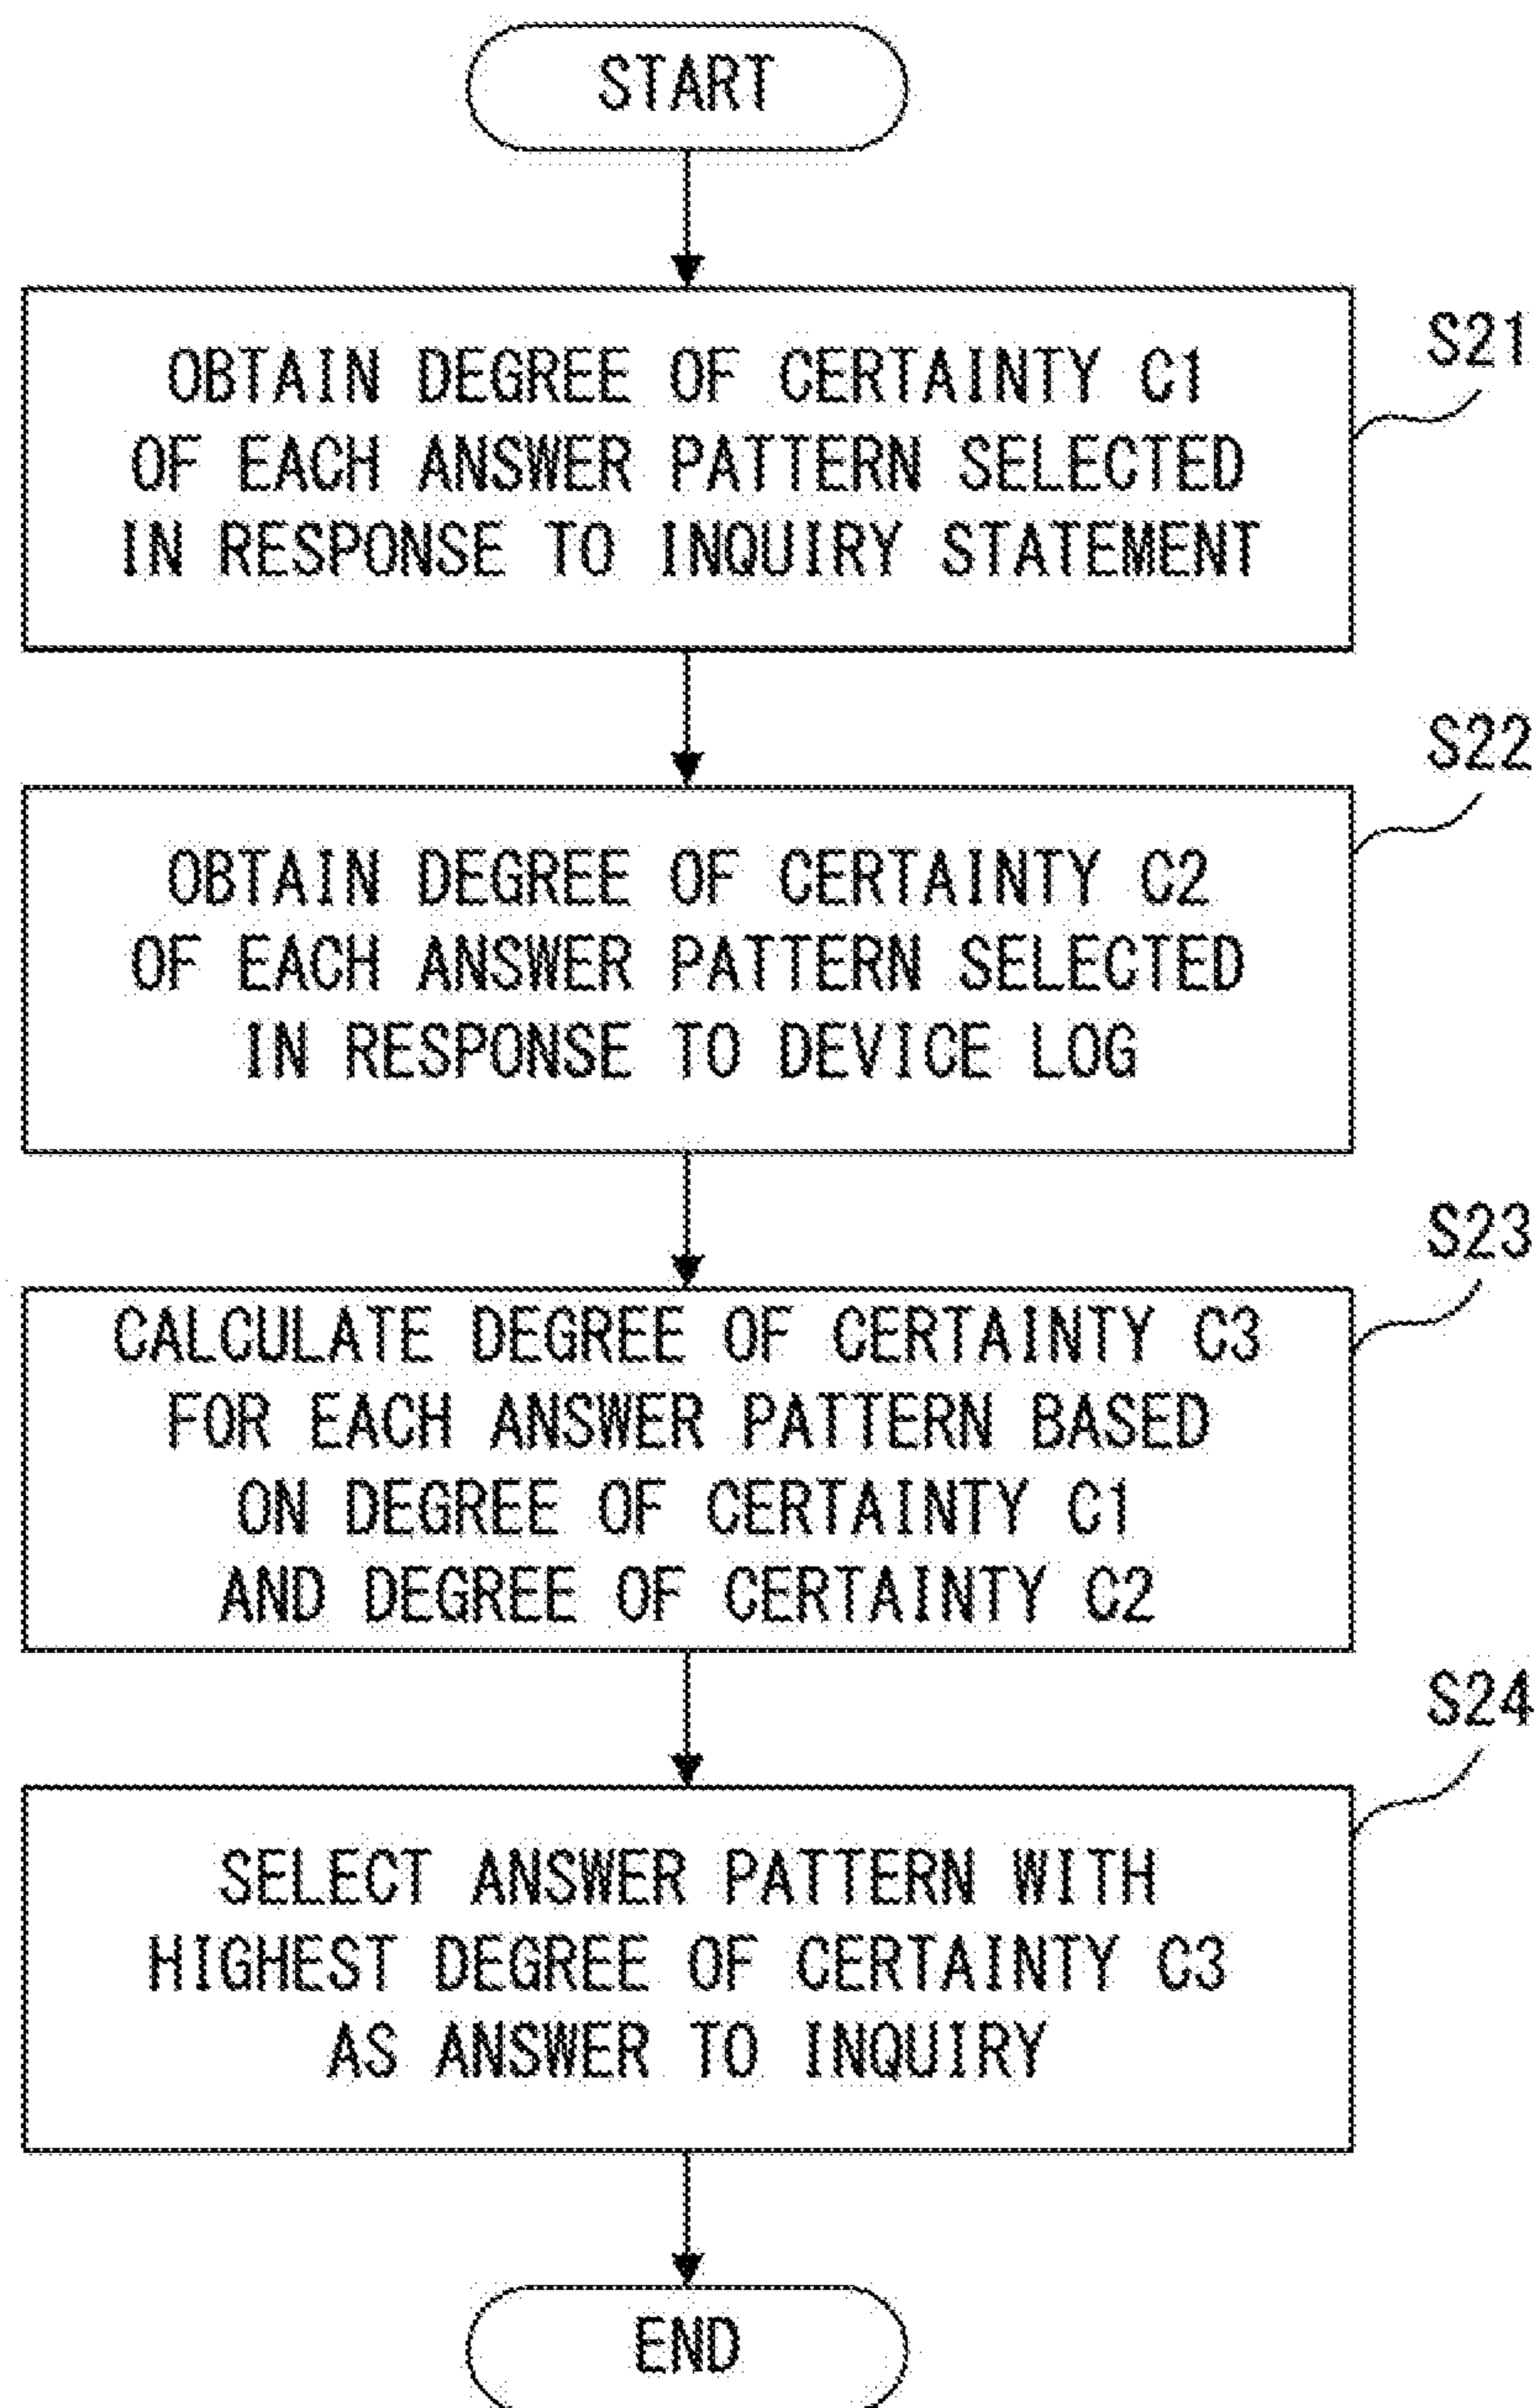 START
OBTAIN DEGREE OF CERTAINTY C1
OF EACH ANSWER PATTERN SELECTED
IN RESPONSE TO INQUIRY STATEMENT
S21
OBTAIN DEGREE OF CERTAINTY C2
OF EACH ANSWER PATTERN SELECTED
IN RESPONSE TO DEVICE LOG
S22
CALCULATE DEGREE OF CERTAINTY C3
FOR EACH ANSWER PATTERN BASED
ON DEGREE OF CERTAINTY C1
AND DEGREE OF CERTAINTY C2
S23
SELECT ANSWER PATTERN WITH
HIGHEST DEGREE OF CERTAINTY C3
AS ANSWER TO INQUIRY
S24
END